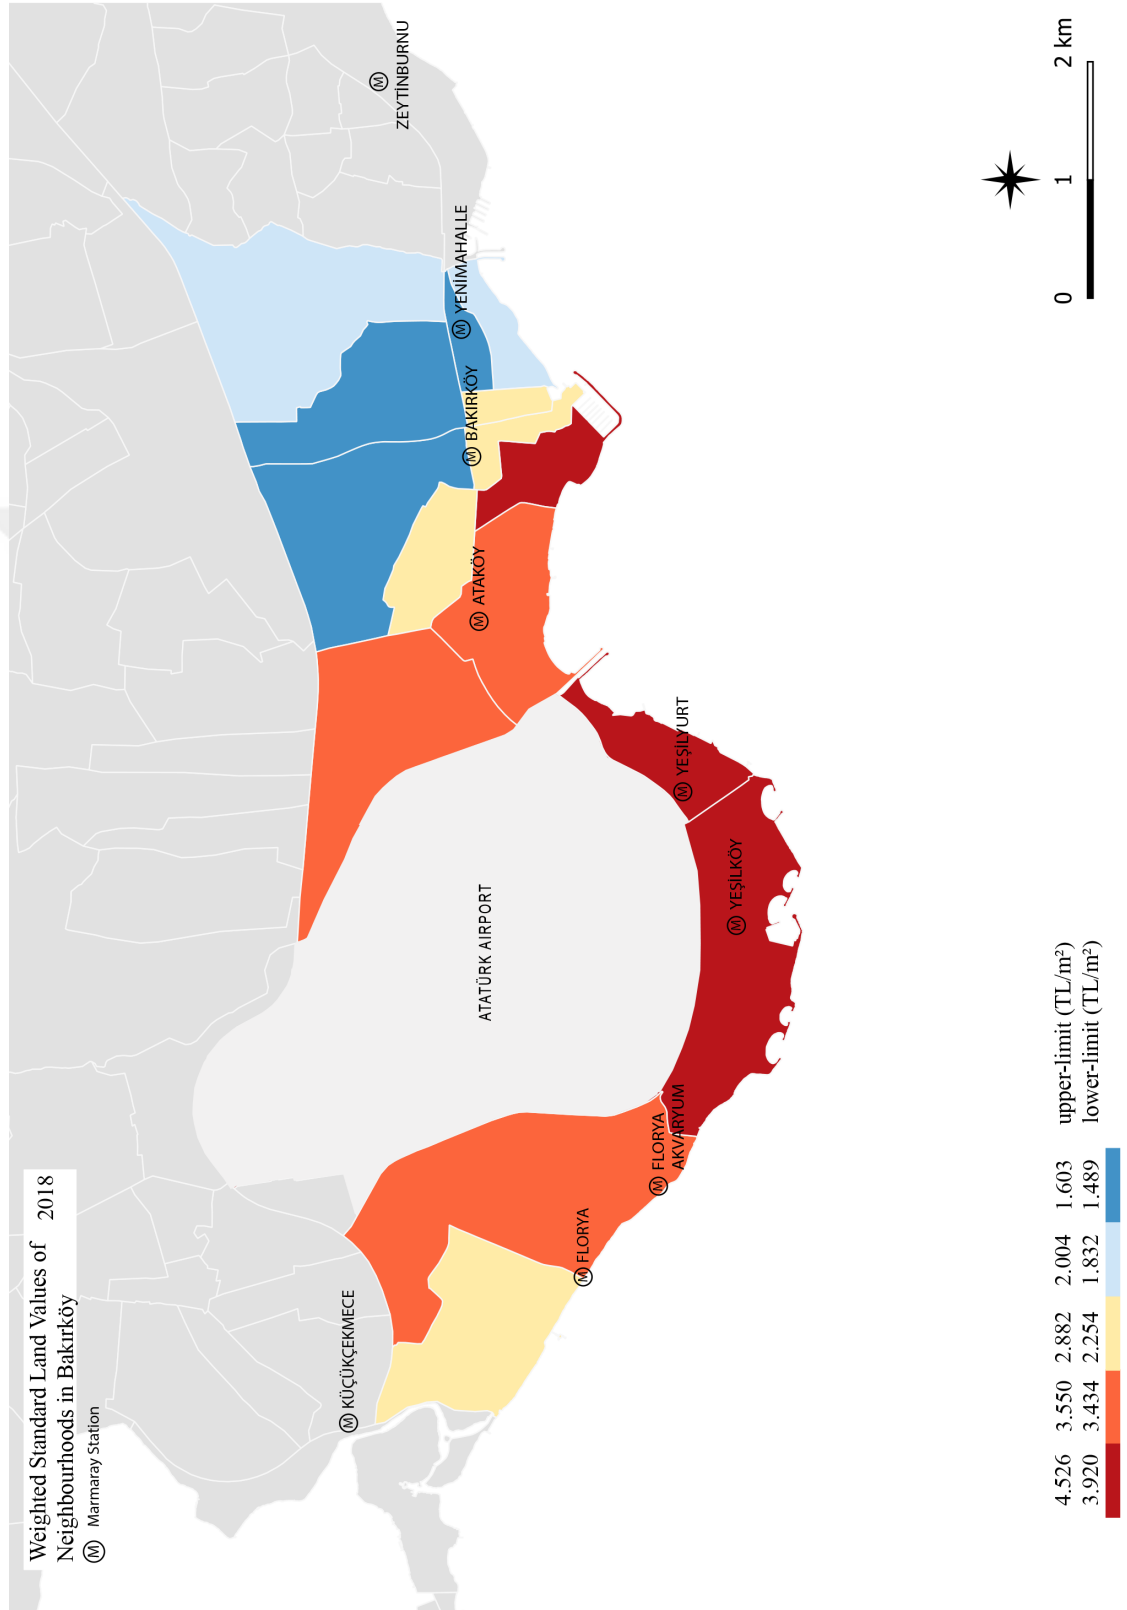 Weighted Standard Land Values of 2018
Neighbourhoods in Bakırköy
M Marmaray Station
M KÜÇÜKÇEKMECE
M FLORYA
M FLORYA
AKVARYUM
ATATÜRK AIRPORT
M YEŞİLKÖY
M YEŞİLYURT
M ATAKÖY
M BAKIRKÖY
M YENİMAHALLE
M
ZEYTİNBURNU
4.526 3.550 2.882 2.004 1.603 upper-limit (TL/m²)
3.920 3.434 2.254 1.832 1.489 lower-limit (TL/m²)
0 1 2 km